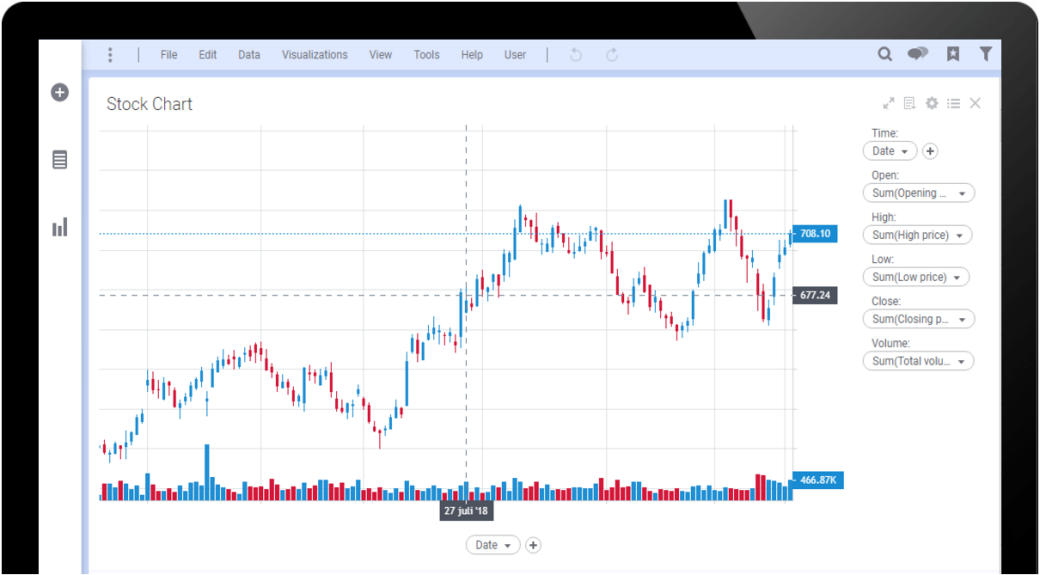 File Edit Data Visualizations View Tools Help User
Stock Chart
Time:
Date
Open:
Sum(Opening ...
High:
Sum(High price)
Low:
Sum(Low price)
Close:
Sum(Closing p...
Volume:
Sum(Total volu...
708.10
677.24
466.87K
27 juli '18
Date